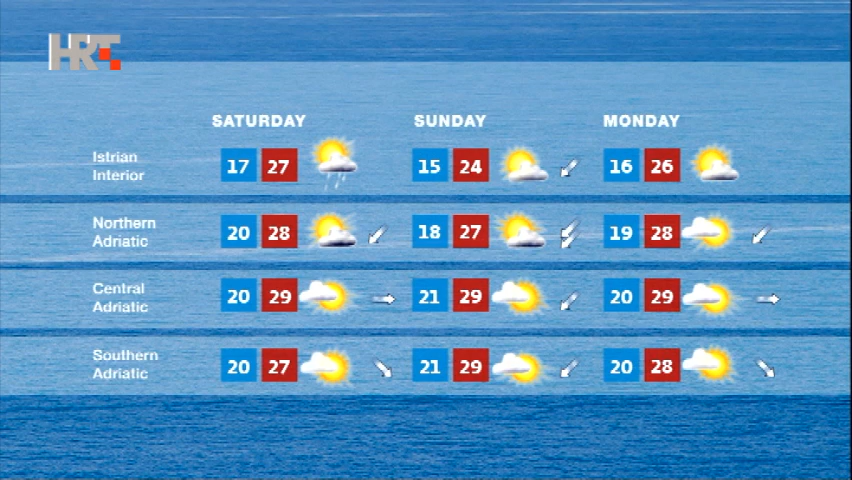 HRT
SATURDAY SUNDAY MONDAY
Istrian
Interior
17 27 15 24 16 26
Northern
Adriatic
20 28 18 27 19 28
Central
Adriatic
20 29 21 29 20 29
Southern
Adriatic
20 27 21 29 20 28